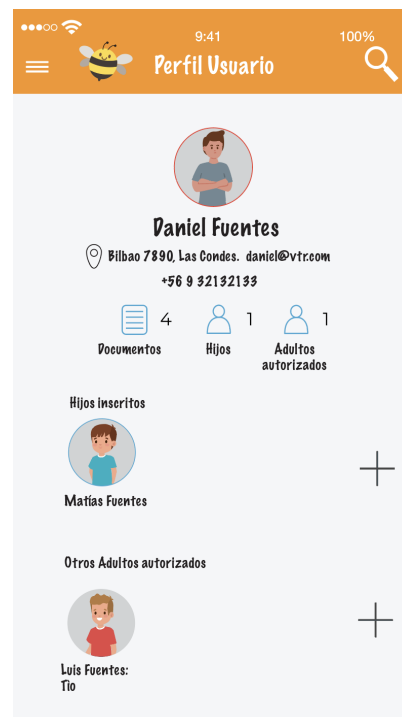 9:41
100%
Perfil Usuario
Daniel Fuentes
Bilbao 7890, Las Condes. daniel@vtr.com
+56 9 32132133
4
1
1
Documentos
Hijos
Adultos
autorizados
Hijos inscritos
Matías Fuentes
Otros Adultos autorizados
Luis Fuentes:
Tio